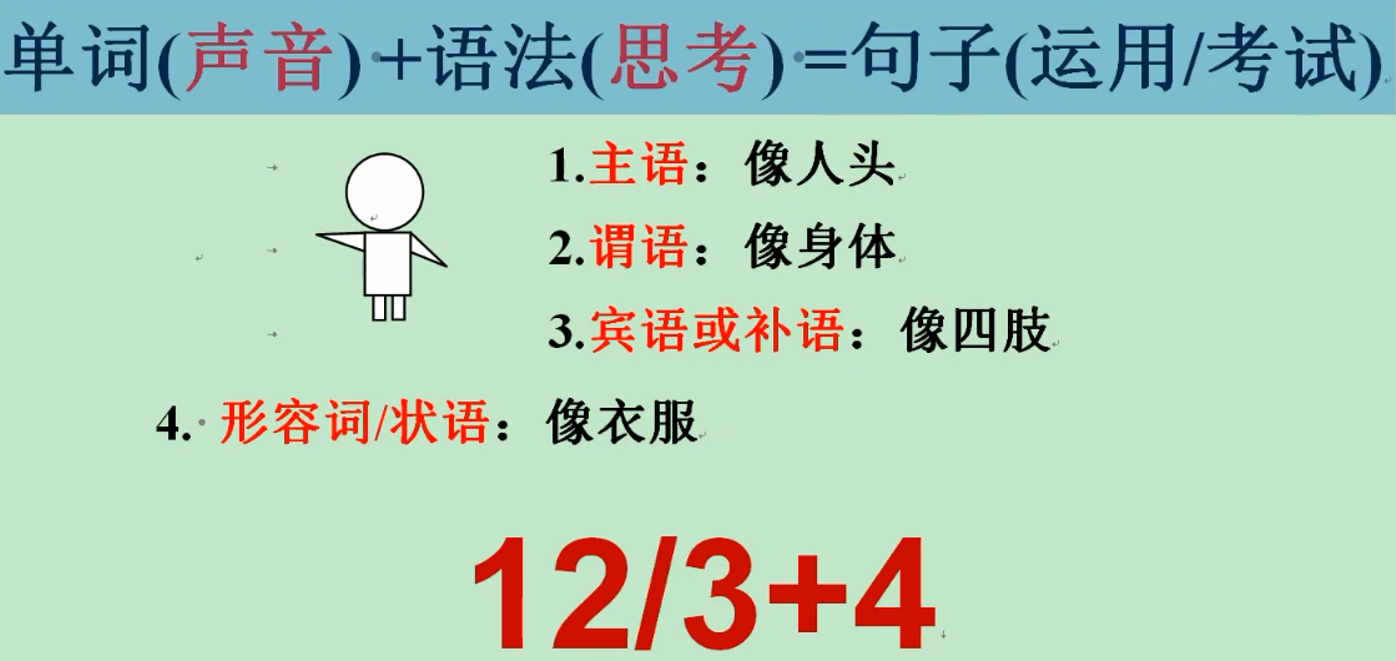 单词(声音)+语法(思考)=句子(运用/考试)
1.主语：像人头
2.谓语：像身体
3.宾语或补语：像四肢
4. 形容词/状语：像衣服
12/3+4